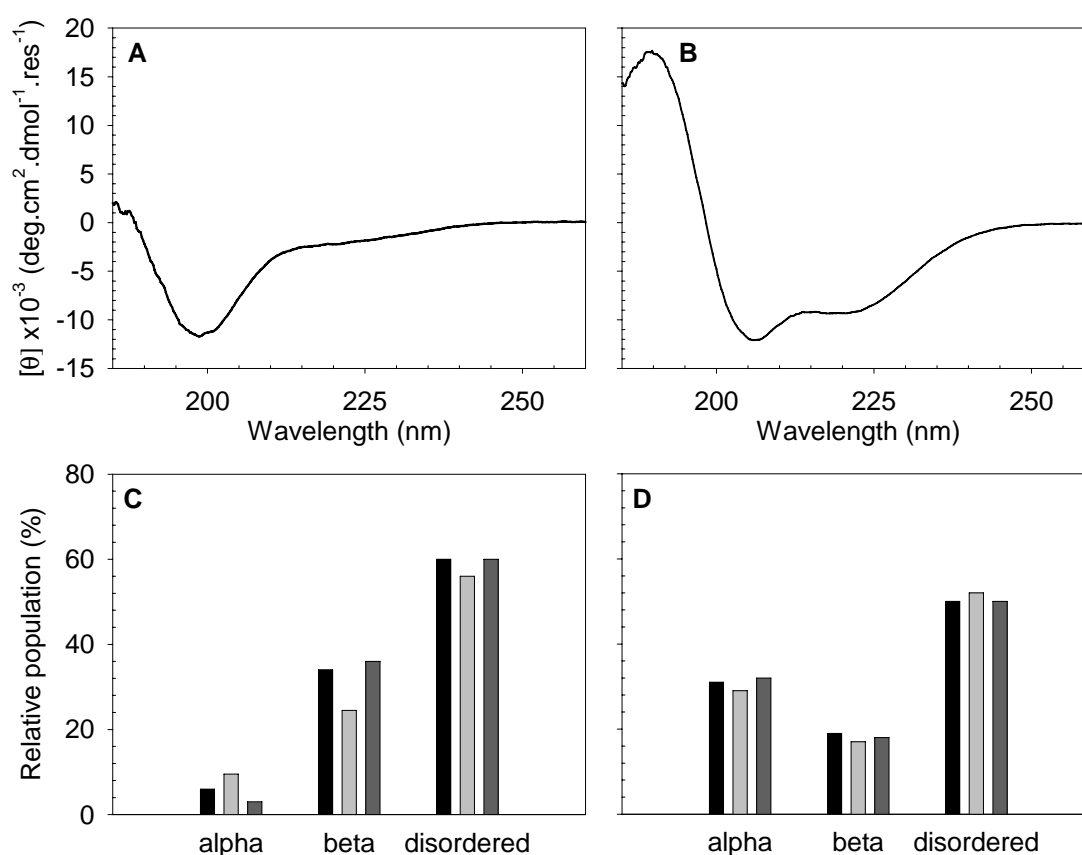 [θ] x10⁻³ (deg.cm².dmol⁻¹.res⁻¹)
20
15
10
5
0
-5
-10
-15
A
200 225 250
Wavelength (nm)
B
200 225 250
Wavelength (nm)
Relative population (%)
80
60
40
20
0
C
alpha beta disordered
D
alpha beta disordered